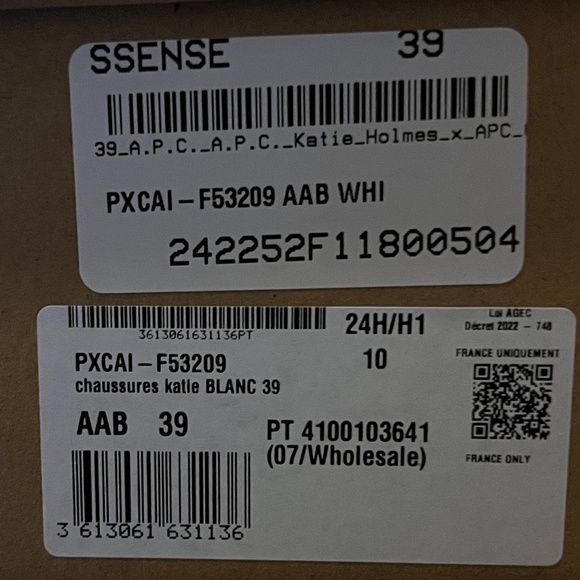 SSENSE 39
39_A.P.C._A.P.C._Katie_Holmes_x_APC_
PXCAI-F53209 AAB WHI
242252F11800504
3613061631136PT
24H/H1
10
Loi AGEC
Décret 2022 - 748
FRANCE UNIQUEMENT
PXCAI-F53209
chaussures katie BLANC 39
AAB 39
PT 4100103641
(07/Wholesale)
FRANCE ONLY
3 613061 631136